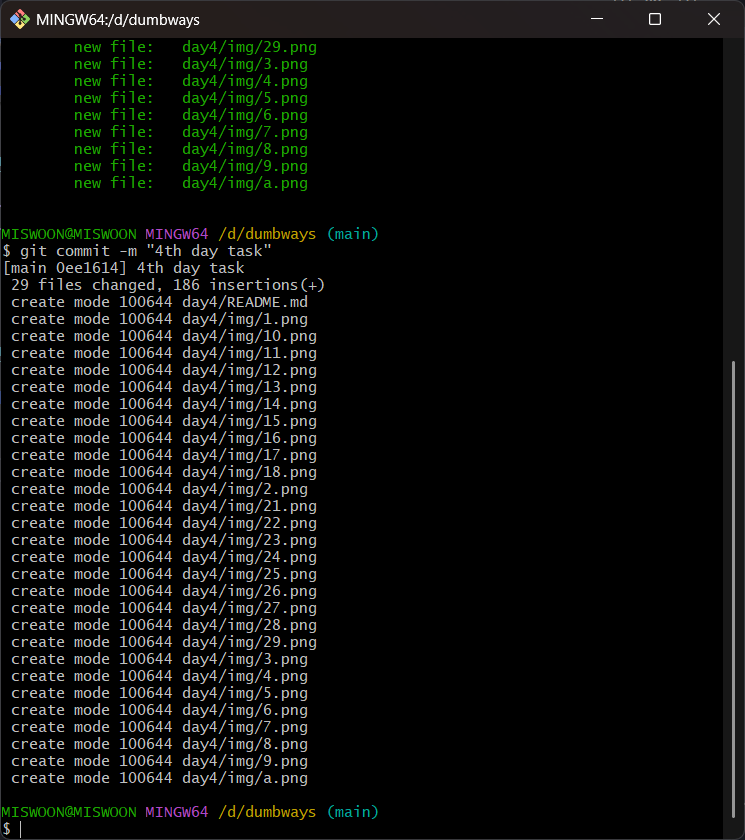 MINGW64:/d/dumbways
new file:   day4/img/29.png
new file:   day4/img/3.png
new file:   day4/img/4.png
new file:   day4/img/5.png
new file:   day4/img/6.png
new file:   day4/img/7.png
new file:   day4/img/8.png
new file:   day4/img/9.png
new file:   day4/img/a.png
MISWOON@MISWOON MINGW64 /d/dumbways (main)
$ git commit -m "4th day task"
[main 0ee1614] 4th day task
29 files changed, 186 insertions(+)
create mode 100644 day4/README.md
create mode 100644 day4/img/1.png
create mode 100644 day4/img/10.png
create mode 100644 day4/img/11.png
create mode 100644 day4/img/12.png
create mode 100644 day4/img/13.png
create mode 100644 day4/img/14.png
create mode 100644 day4/img/15.png
create mode 100644 day4/img/16.png
create mode 100644 day4/img/17.png
create mode 100644 day4/img/18.png
create mode 100644 day4/img/2.png
create mode 100644 day4/img/21.png
create mode 100644 day4/img/22.png
create mode 100644 day4/img/23.png
create mode 100644 day4/img/24.png
create mode 100644 day4/img/25.png
create mode 100644 day4/img/26.png
create mode 100644 day4/img/27.png
create mode 100644 day4/img/28.png
create mode 100644 day4/img/29.png
create mode 100644 day4/img/3.png
create mode 100644 day4/img/4.png
create mode 100644 day4/img/5.png
create mode 100644 day4/img/6.png
create mode 100644 day4/img/7.png
create mode 100644 day4/img/8.png
create mode 100644 day4/img/9.png
create mode 100644 day4/img/a.png
MISWOON@MISWOON MINGW64 /d/dumbways (main)
$